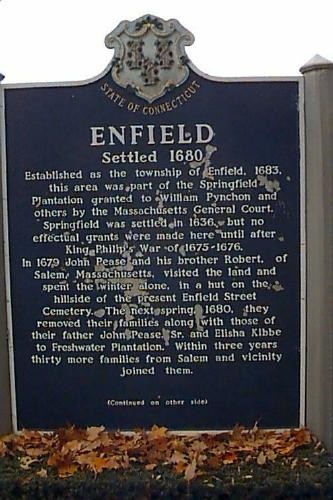 STATE OF CONNECTICUT
ENFIELD
Settled 1680
Established as the township of Enfield, 1683,
this area was part of the Springfield
Plantation granted to William Pynchon and
others by the Massachusetts General Court.
Springfield was settled in 1636, but no
effectual grants were made here until after
King Philip's War of 1675-1676.
In 1679 John Pease and his brother Robert, of
Salem, Massachusetts, visited the land and
spent the winter alone, in a hut on the
hillside of the present Enfield Street
Cemetery. The next spring, 1680, they
removed their families along with those of
their father John Pease, Sr. and Elisha Kibbe
to Freshwater Plantation. Within three years
thirty more families from Salem and vicinity
joined them.
(Continued on other side)